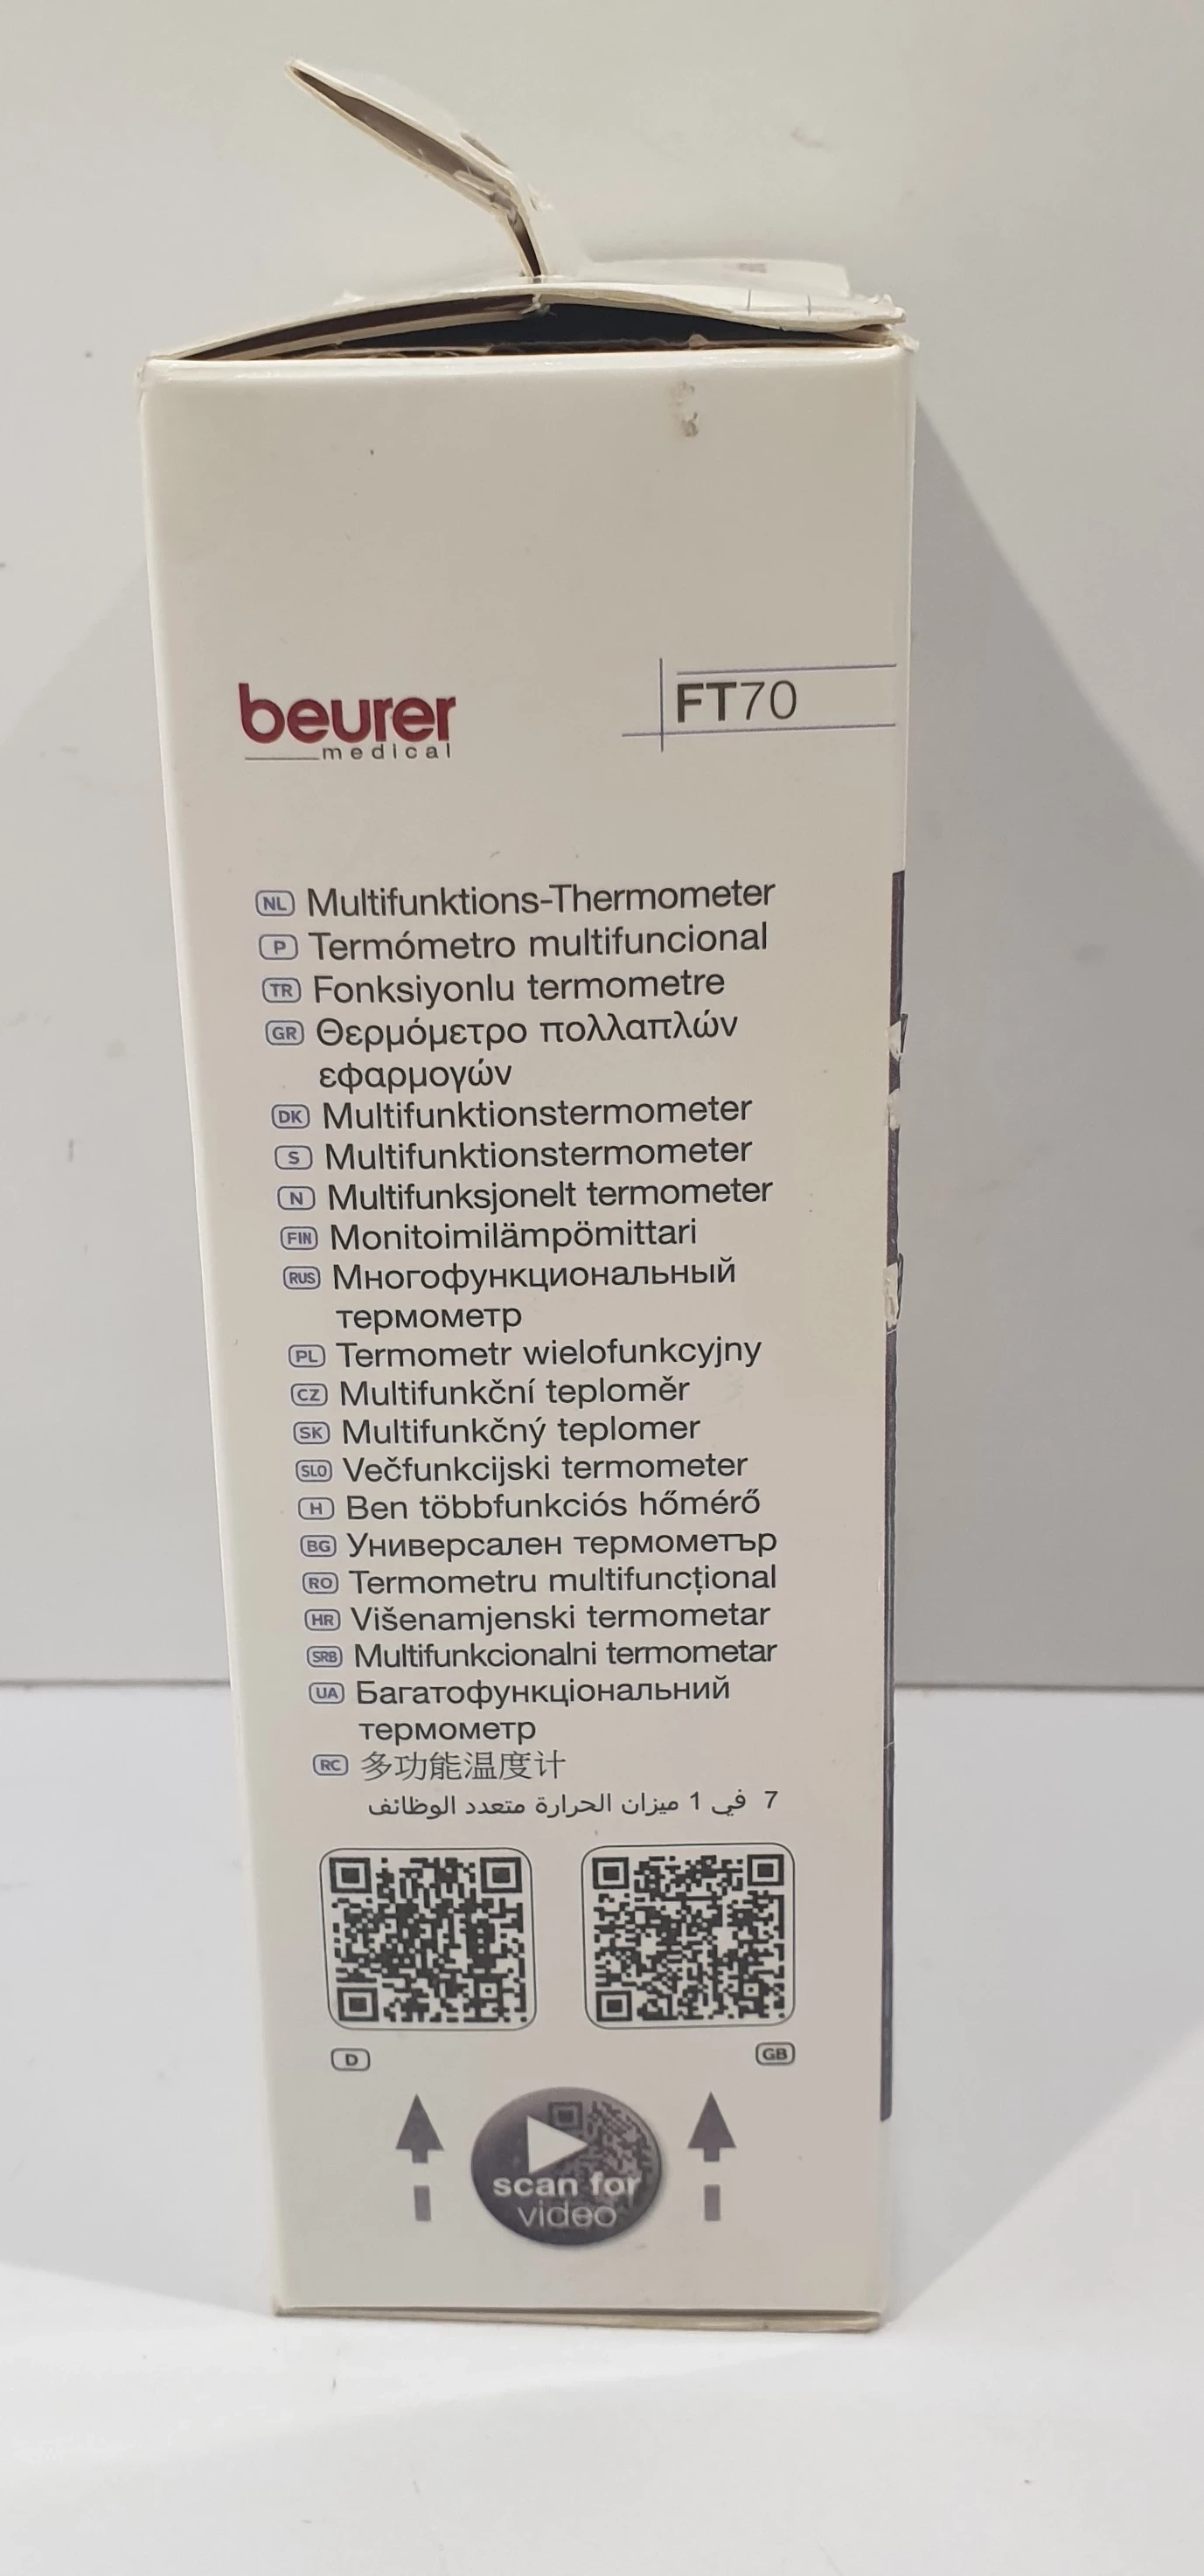 beurer
medical
FT70
NL Multifunktions-Thermometer
P Termómetro multifuncional
TR Fonksiyonlu termometre
GR Θερμόμετρο πολλαπλών
εφαρμογών
DK Multifunktionstermometer
S Multifunktionstermometer
N Multifunksjonelt termometer
FIN Monitoimilämpömittari
RUS Многофункциональный
термометр
PL Termometr wielofunkcyjny
CZ Multifunkční teploměr
SK Multifunkčný teplomer
SLO Večfunkcijski termometer
H Ben többfunkciós hőmérő
BG Универсален термометър
RO Termometru multifuncțional
HR Višenamjenski termometar
SRB Multifunkcionalni termometar
UA Багатофункціональний
термометр
RC 多功能温度计
7 في 1 ميزان الحرارة متعدد الوظائف
D GB
scan for
video